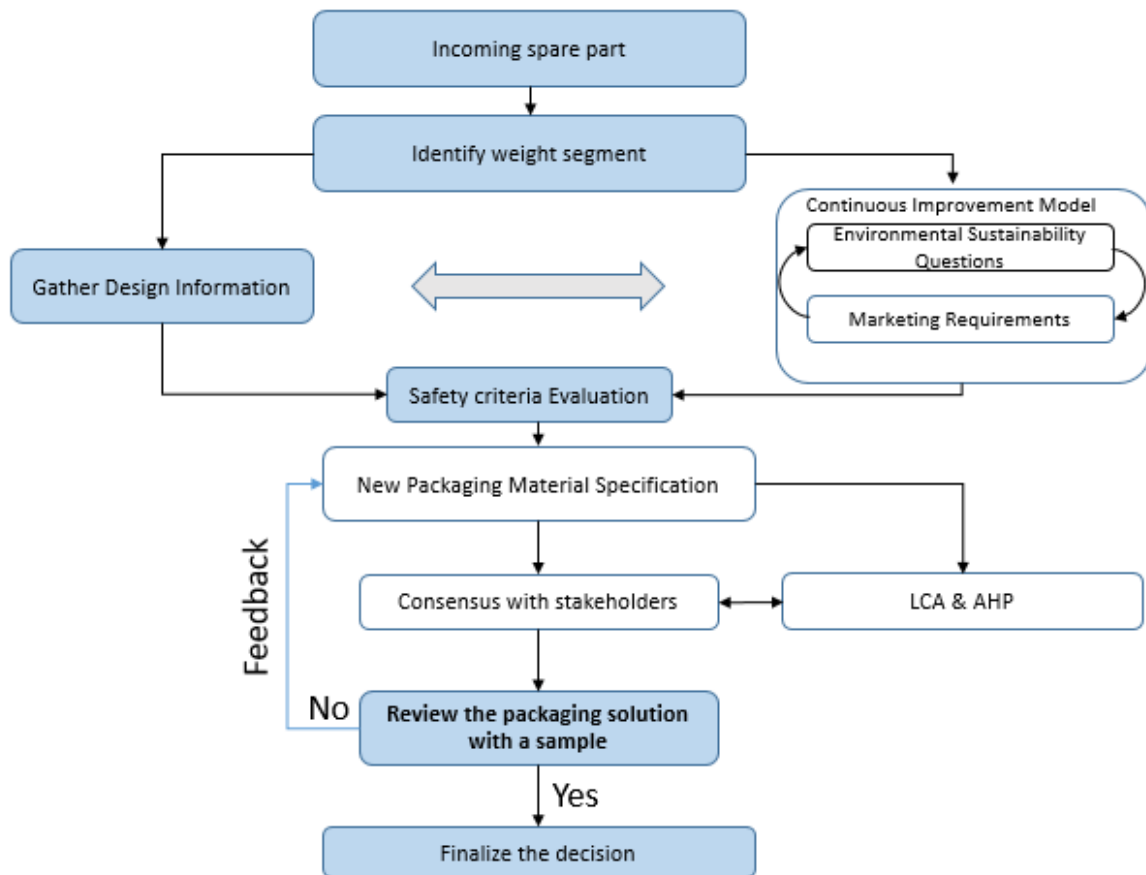 Incoming spare part
Identify weight segment
Continuous Improvement Model
Environmental Sustainability
Questions
Gather Design Information
Marketing Requirements
Safety criteria Evaluation
New Packaging Material Specification
Feedback
Consensus with stakeholders
LCA & AHP
No
Review the packaging solution
with a sample
Yes
Finalize the decision